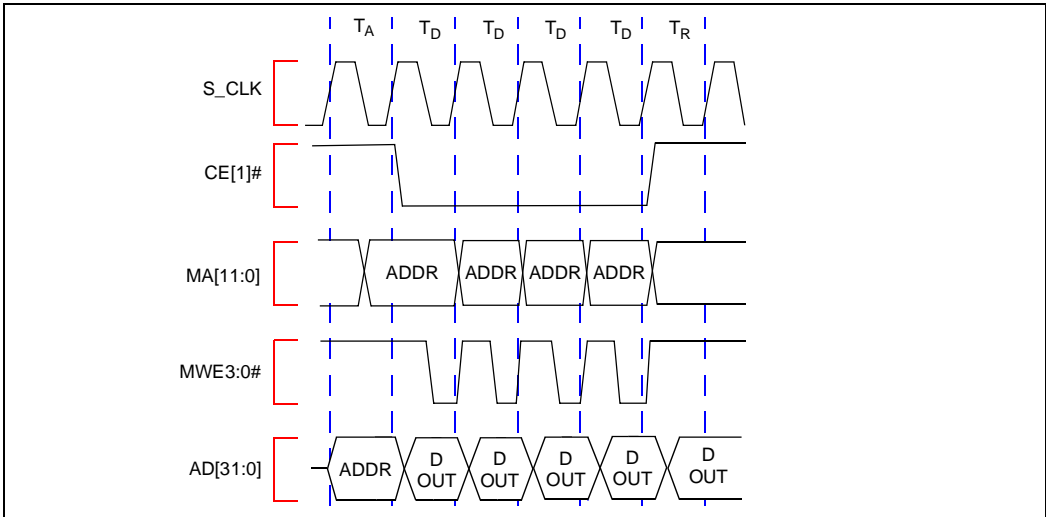 TA TD TD TD TD TR
S_CLK
CE[1]#
MA[11:0] ADDR ADDR ADDR ADDR
MWE3:0#
AD[31:0] ADDR D OUT D OUT D OUT D OUT D OUT